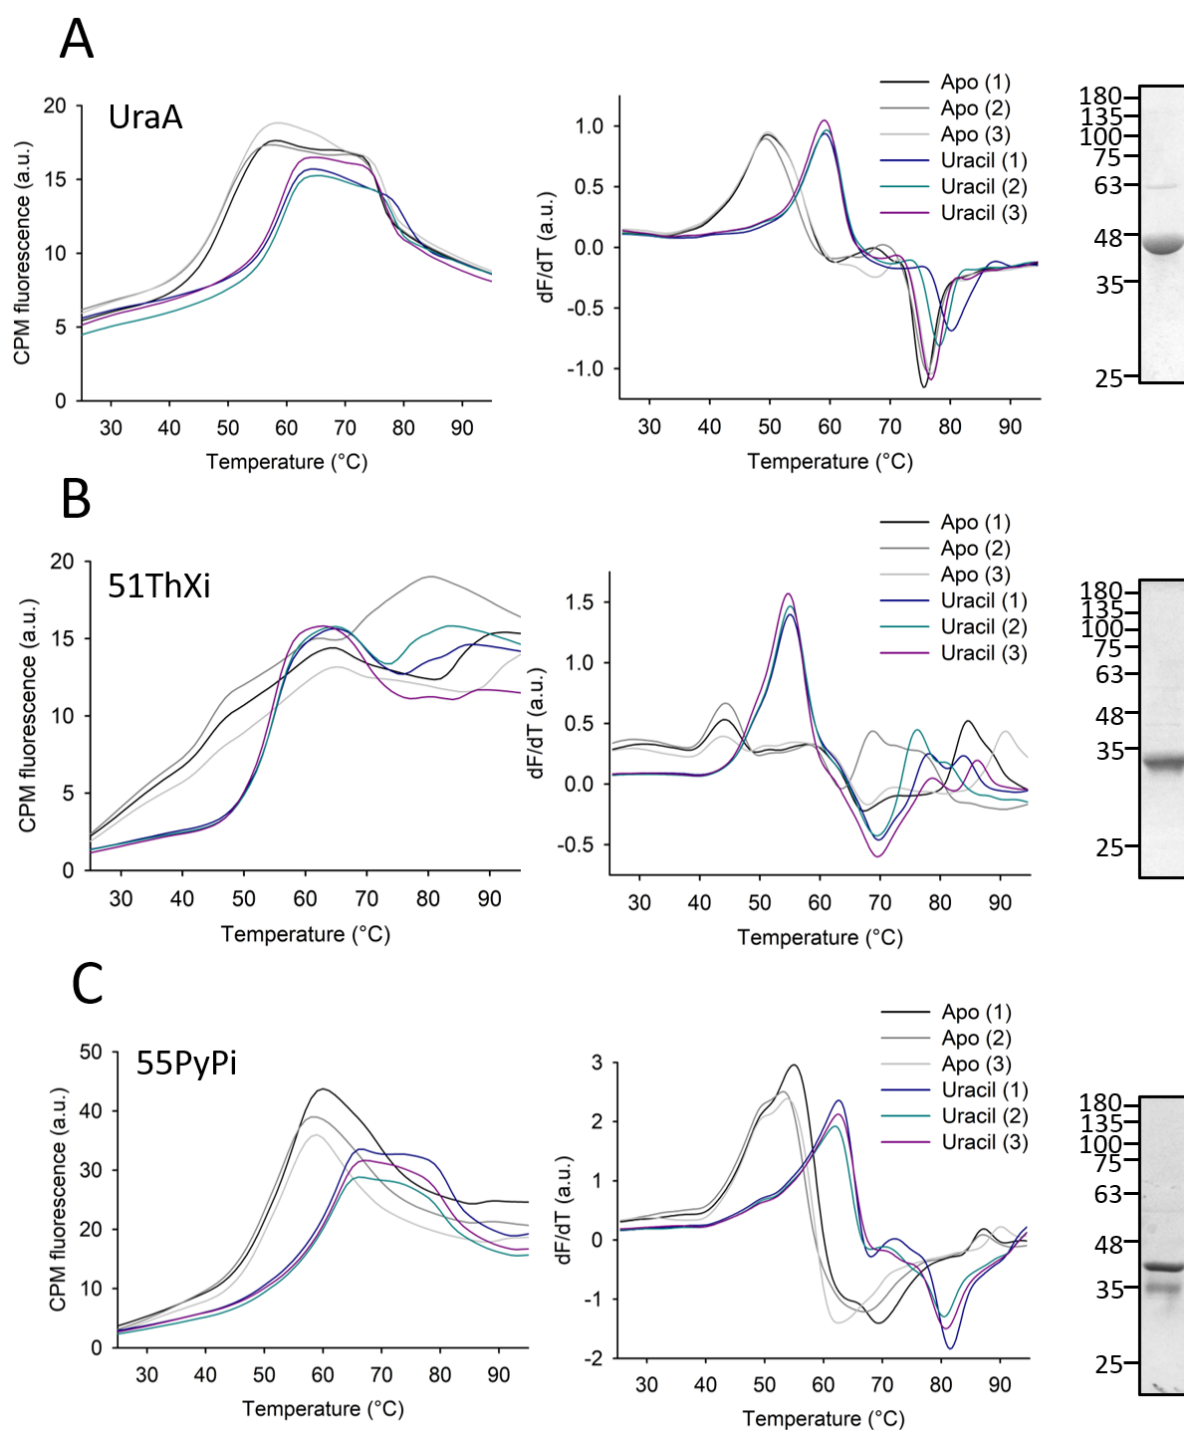 A
UraA
CPM fluorescence (a.u.)
20
15
10
5
0
30 40 50 60 70 80 90
Temperature (°C)
dF/dT (a.u.)
1.0
0.5
0.0
-0.5
-1.0
30 40 50 60 70 80 90
Temperature (°C)
Apo (1)
Apo (2)
Apo (3)
Uracil (1)
Uracil (2)
Uracil (3)
180
135
100
75
63
48
35
25
B
51ThXi
CPM fluorescence (a.u.)
20
15
10
5
0
30 40 50 60 70 80 90
Temperature (°C)
dF/dT (a.u.)
1.5
1.0
0.5
0.0
-0.5
30 40 50 60 70 80 90
Temperature (°C)
Apo (1)
Apo (2)
Apo (3)
Uracil (1)
Uracil (2)
Uracil (3)
180
135
100
75
63
48
35
25
C
55PyPi
CPM fluorescence (a.u.)
50
40
30
20
10
0
30 40 50 60 70 80 90
Temperature (°C)
dF/dT (a.u.)
3
2
1
0
-1
-2
30 40 50 60 70 80 90
Temperature (°C)
Apo (1)
Apo (2)
Apo (3)
Uracil (1)
Uracil (2)
Uracil (3)
180
135
100
75
63
48
35
25